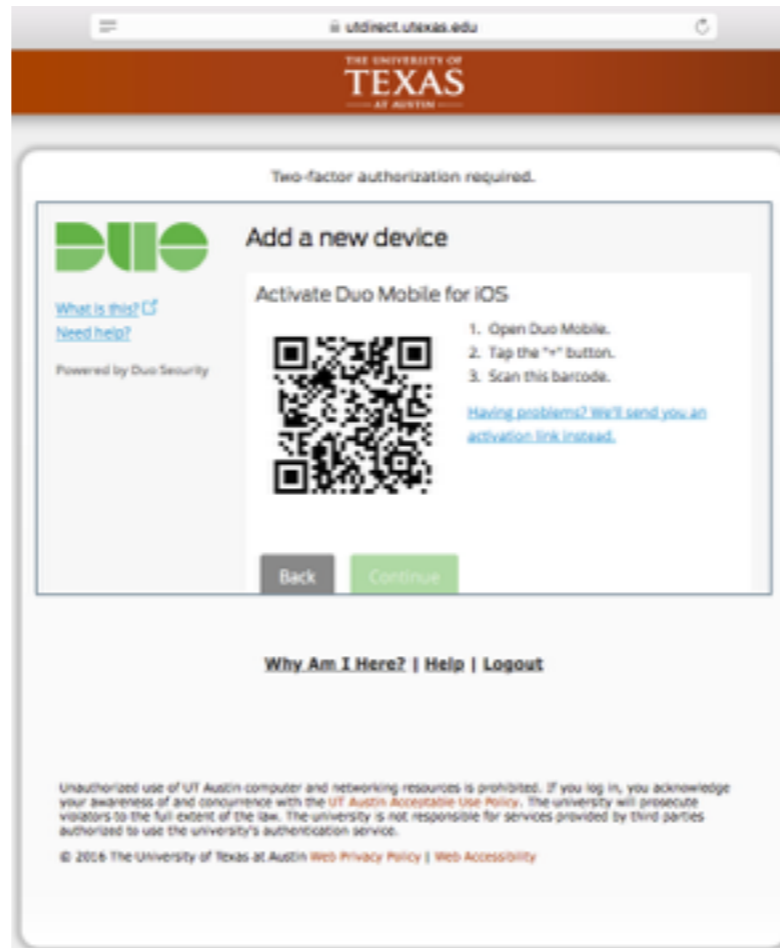 utdirect.utexas.edu
THE UNIVERSITY OF
TEXAS
AT AUSTIN
Two-factor authorization required.
DUO
What is this?
Need help?
Powered by Duo Security
Add a new device
Activate Duo Mobile for iOS
1. Open Duo Mobile.
2. Tap the "+" button.
3. Scan this barcode.
Having problems? We'll send you an
activation link instead.
Back
Continue
Why Am I Here? | Help | Logout
Unauthorized use of UT Austin computer and networking resources is prohibited. If you log in, you acknowledge
your awareness of and concurrence with the UT Austin Acceptable Use Policy. The university will prosecute
violators to the full extent of the law. The university is not responsible for services provided by third parties
authorized to use the university's authentication service.
© 2016 The University of Texas at Austin Web Privacy Policy | Web Accessibility